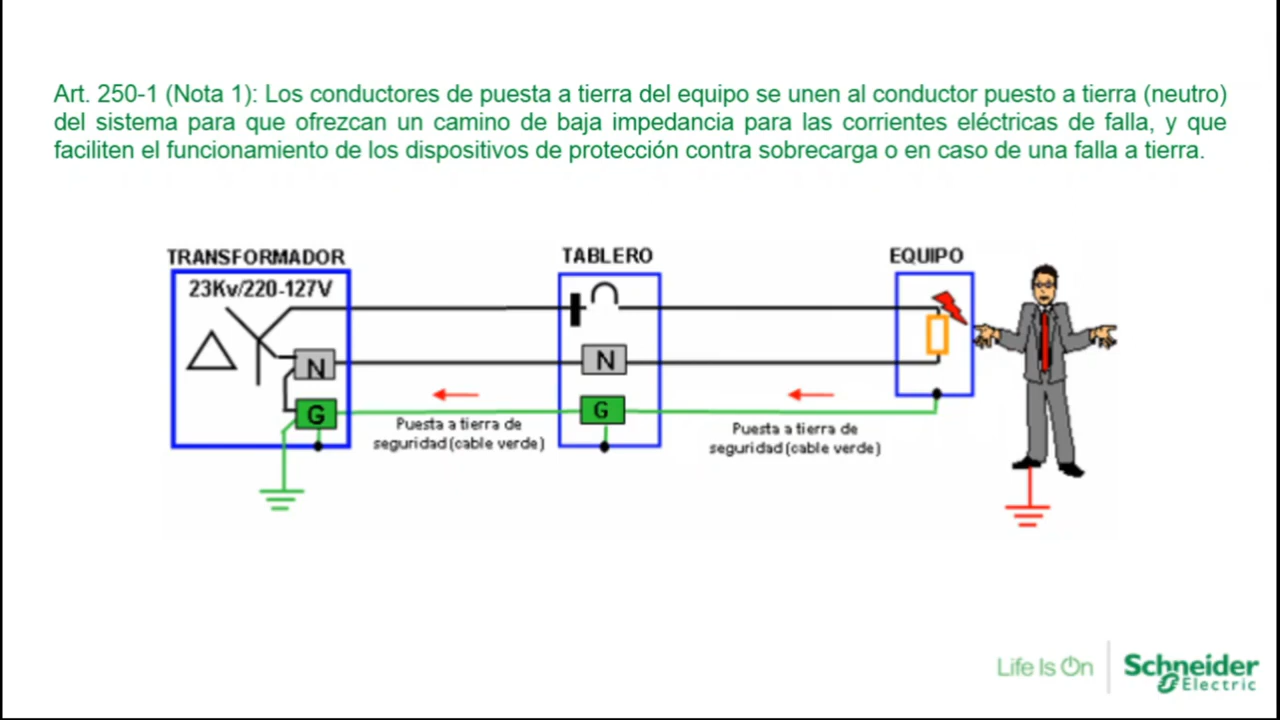 Art. 250-1 (Nota 1): Los conductores de puesta a tierra del equipo se unen al conductor puesto a tierra (neutro)
del sistema para que ofrezcan un camino de baja impedancia para las corrientes eléctricas de falla, y que
faciliten el funcionamiento de los dispositivos de protección contra sobrecarga o en caso de una falla a tierra.
TRANSFORMADOR
TABLERO
EQUIPO
23Kv/220-127V
N
N
G
G
Puesta a tierra de
seguridad (cable verde)
Puesta a tierra de
seguridad (cable verde)
Life Is On
Schneider
Electric